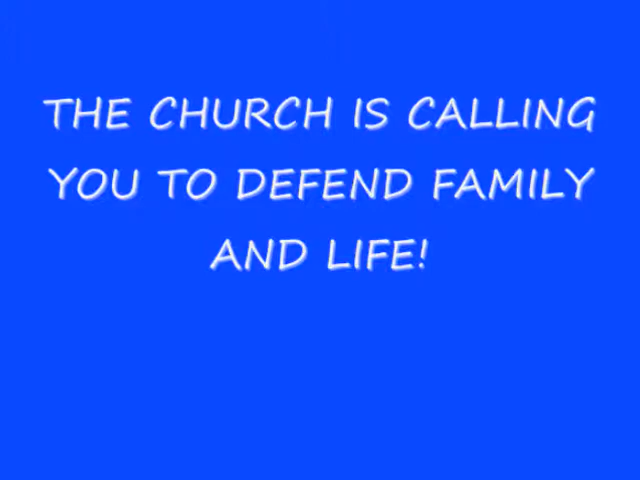 THE CHURCH IS CALLING
YOU TO DEFEND FAMILY
AND LIFE!